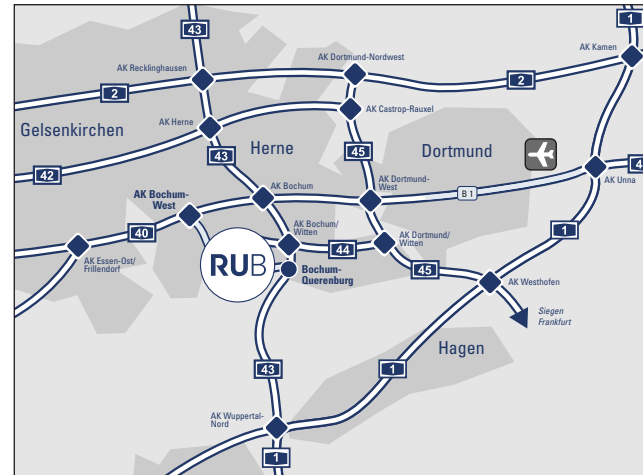 43
1
AK Kamen
AK Dortmund-Nordwest
AK Recklinghausen
2
2
AK Castrop-Rauxel
Gelsenkirchen
AK Herne
43
Herne
45
Dortmund
42
AK Unna
AK Bochum-
West
AK Bochum
AK Dortmund-
West
B 1
40
AK Bochum/
Witten
44
AK Dortmund/
Witten
1
AK Essen-Ost/
Frillendorf
RUB
Bochum-
Querenburg
45
AK Westhofen
Siegen
Frankfurt
Hagen
43
1
AK Wuppertal-
Nord
1